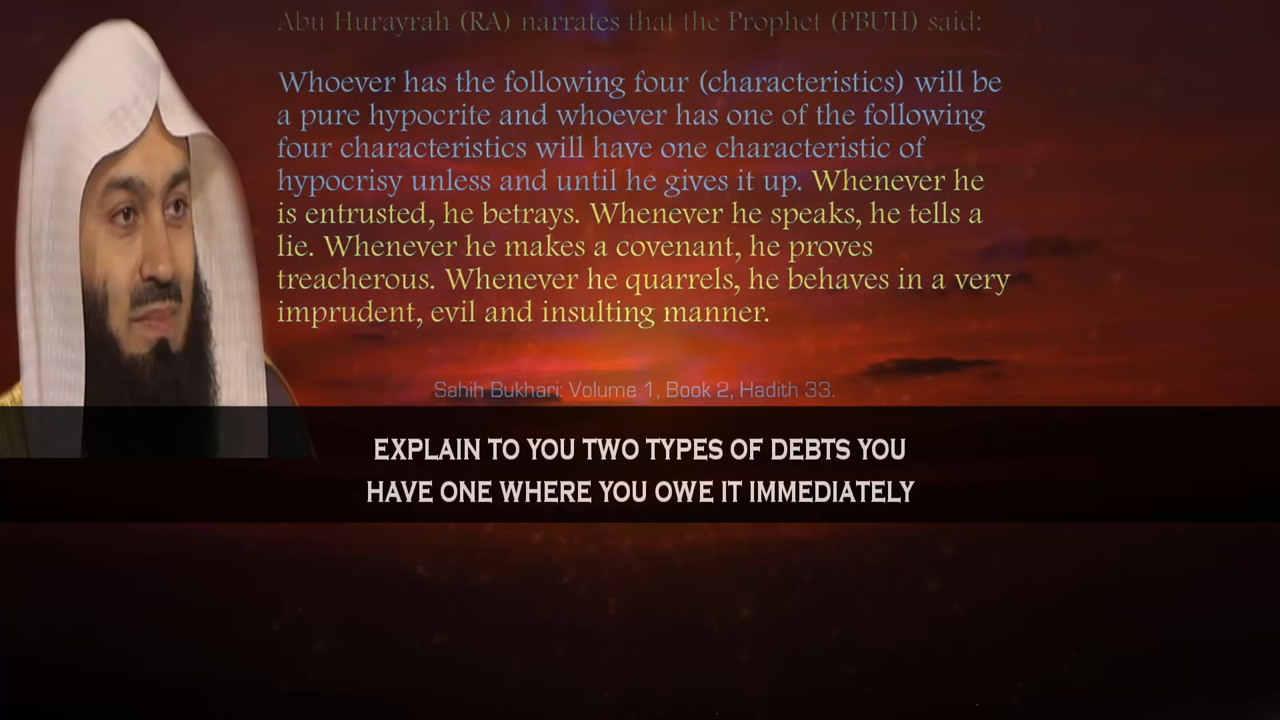 Abu Hurayrah (RA) narrates that the Prophet (PBUH) said:
Whoever has the following four (characteristics) will be
a pure hypocrite and whoever has one of the following
four characteristics will have one characteristic of
hypocrisy unless and until he gives it up. Whenever he
is entrusted, he betrays. Whenever he speaks, he tells a
lie. Whenever he makes a covenant, he proves
treacherous. Whenever he quarrels, he behaves in a very
imprudent, evil and insulting manner.
Sahih Bukhari: Volume 1, Book 2, Hadith 33.
EXPLAIN TO YOU TWO TYPES OF DEBTS YOU
HAVE ONE WHERE YOU OWE IT IMMEDIATELY